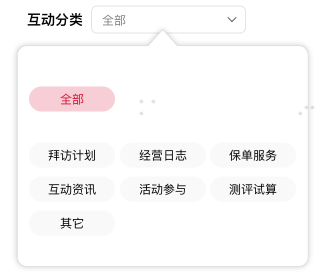 互动分类 全部
全部
拜访计划 经营日志 保单服务
互动资讯 活动参与 测评试算
其它